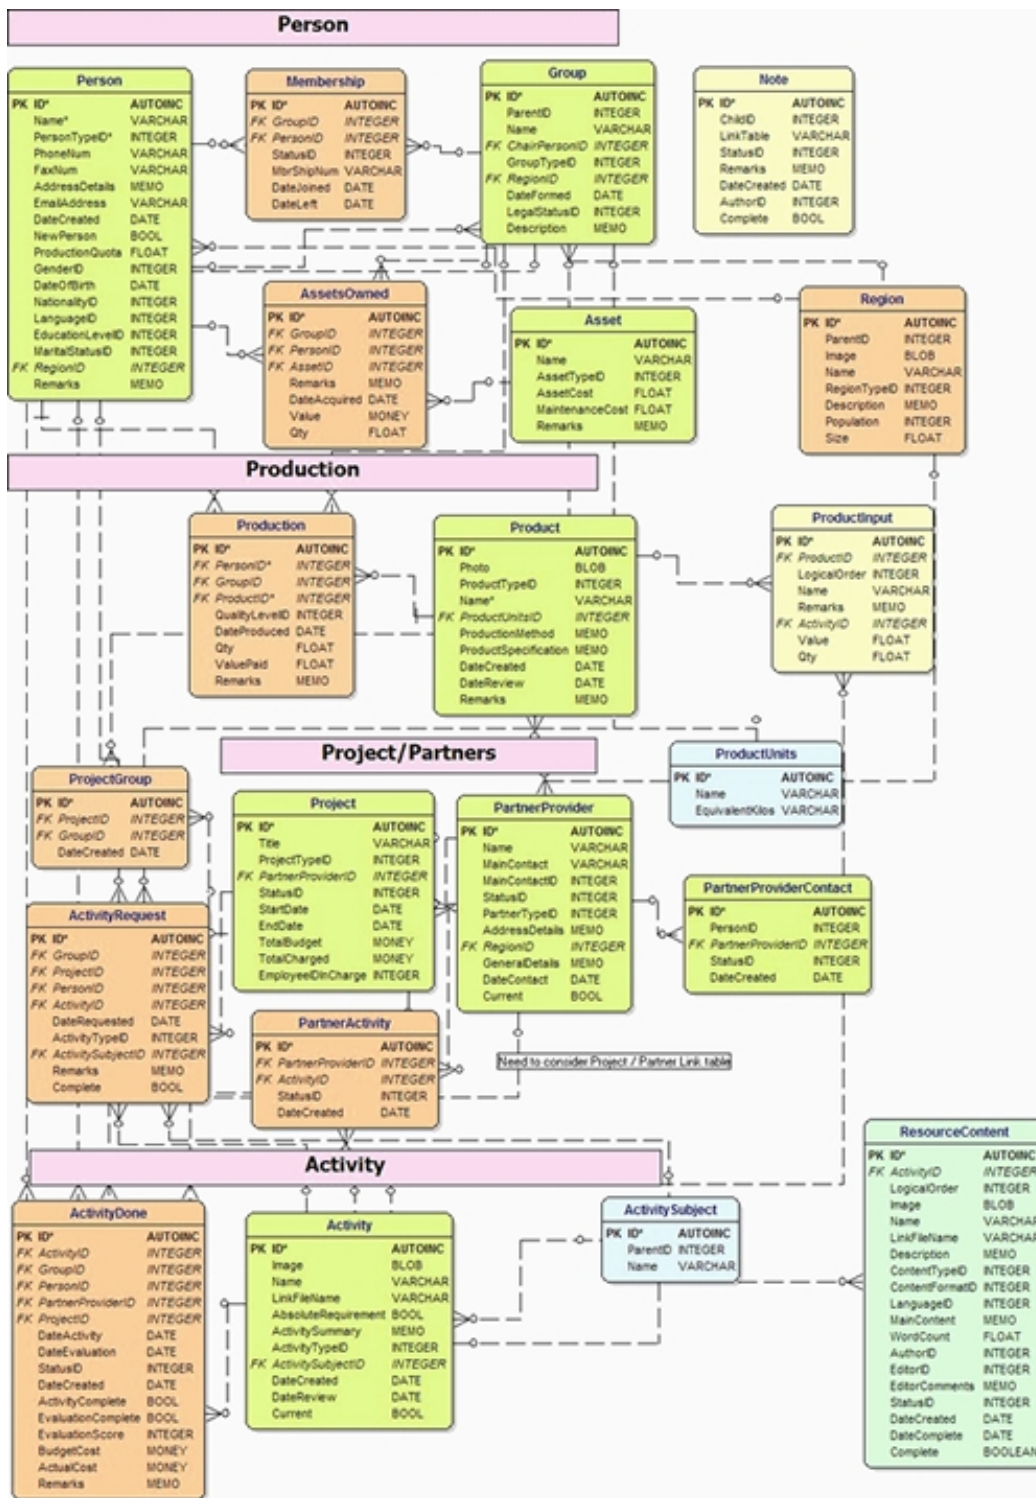 Person
Person
PK ID* AUTOINC
Name* VARCHAR
PersonTypeID* INTEGER
PhoneNum VARCHAR
FaxNum VARCHAR
AddressDetails MEMO
EmailAddress VARCHAR
DateCreated DATE
NewPerson BOOL
ProductionQuota FLOAT
GenderID INTEGER
DateOfBirth DATE
NationalityID INTEGER
LanguageID INTEGER
EducationLevelID INTEGER
MaritalStatusID INTEGER
FK RegionID INTEGER
Remarks MEMO
Membership
PK ID* AUTOINC
FK GroupID INTEGER
FK PersonID INTEGER
StatusID INTEGER
MbrShipNum VARCHAR
DateJoined DATE
DateLeft DATE
Group
PK ID* AUTOINC
ParentID INTEGER
Name VARCHAR
FK ChairPersonID INTEGER
GroupTypeID INTEGER
FK RegionID INTEGER
DateFormed DATE
LegalStatusID INTEGER
Description MEMO
Note
PK ID* AUTOINC
ChildID INTEGER
LinkTable VARCHAR
StatusID INTEGER
Remarks MEMO
DateCreated DATE
AuthorID INTEGER
Complete BOOL
AssetsOwned
PK ID* AUTOINC
FK GroupID INTEGER
FK PersonID INTEGER
FK AssetID INTEGER
Remarks MEMO
DateAcquired DATE
Value MONEY
Qty FLOAT
Asset
PK ID* AUTOINC
Name VARCHAR
AssetTypeID INTEGER
AssetCost FLOAT
MaintenanceCost FLOAT
Remarks MEMO
Region
PK ID* AUTOINC
ParentID INTEGER
Image BLOB
Name VARCHAR
RegionTypeID INTEGER
Description MEMO
Population INTEGER
Size FLOAT
Production
Production
PK ID* AUTOINC
FK PersonID* INTEGER
FK GroupID INTEGER
FK ProductID* INTEGER
QualityLevelID INTEGER
DateProduced DATE
Qty FLOAT
ValuePaid FLOAT
Remarks MEMO
Product
PK ID* AUTOINC
Photo BLOB
ProductTypeID INTEGER
Name* VARCHAR
FK ProductUnitsID INTEGER
ProductionMethod MEMO
ProductSpecification MEMO
DateCreated DATE
DateReview DATE
Remarks MEMO
ProductInput
PK ID* AUTOINC
FK ProductID INTEGER
LogicalOrder INTEGER
Name VARCHAR
Remarks MEMO
FK ActivityID INTEGER
Value FLOAT
Qty FLOAT
Project/Partners
ProductUnits
PK ID* AUTOINC
Name VARCHAR
EquivalentKilos VARCHAR
ProjectGroup
PK ID* AUTOINC
FK ProjectID INTEGER
FK GroupID INTEGER
DateCreated DATE
Project
PK ID* AUTOINC
Title VARCHAR
ProjectTypeID INTEGER
FK PartnerProviderID INTEGER
StatusID INTEGER
StartDate DATE
EndDate DATE
TotalBudget MONEY
TotalCharged MONEY
EmployeeIDInCharge INTEGER
PartnerProvider
PK ID* AUTOINC
Name VARCHAR
MainContact VARCHAR
MainContactID INTEGER
StatusID INTEGER
PartnerTypeID INTEGER
AddressDetails MEMO
FK RegionID INTEGER
GeneralDetails MEMO
DateContact DATE
Current BOOL
PartnerProviderContact
PK ID* AUTOINC
PersonID INTEGER
FK PartnerProviderID INTEGER
StatusID INTEGER
DateCreated DATE
ActivityRequest
PK ID* AUTOINC
FK GroupID INTEGER
FK ProjectID INTEGER
FK PersonID INTEGER
FK ActivityID INTEGER
DateRequested DATE
ActivityTypeID INTEGER
FK ActivitySubjectID INTEGER
Remarks MEMO
Complete BOOL
PartnerActivity
PK ID* AUTOINC
FK PartnerProviderID INTEGER
FK ActivityID INTEGER
StatusID INTEGER
DateCreated DATE
Need to consider Project / Partner Link table
Activity
ActivityDone
PK ID* AUTOINC
FK ActivityID INTEGER
FK GroupID INTEGER
FK PersonID INTEGER
FK PartnerProviderID INTEGER
FK ProjectID INTEGER
DateActivity DATE
DateEvaluation DATE
StatusID INTEGER
DateCreated DATE
ActivityComplete BOOL
EvaluationComplete BOOL
EvaluationScore INTEGER
BudgetCost MONEY
ActualCost MONEY
Remarks MEMO
Activity
PK ID* AUTOINC
Image BLOB
Name VARCHAR
LinkFileName VARCHAR
AbsoluteRequirement BOOL
ActivitySummary MEMO
ActivityTypeID INTEGER
FK ActivitySubjectID INTEGER
DateCreated DATE
DateReview DATE
Current BOOL
ActivitySubject
PK ID* AUTOINC
ParentID INTEGER
Name VARCHAR
ResourceContent
PK ID* AUTOINC
FK ActivityID INTEGER
LogicalOrder INTEGER
Image BLOB
Name VARCHAR
LinkFileName VARCHAR
Description MEMO
ContentTypeID INTEGER
ContentFormatID INTEGER
LanguageID INTEGER
MainContent MEMO
WordCount FLOAT
AuthorID INTEGER
EditorID INTEGER
EditorComments MEMO
StatusID INTEGER
DateCreated DATE
DateComplete DATE
Complete BOOLEAN